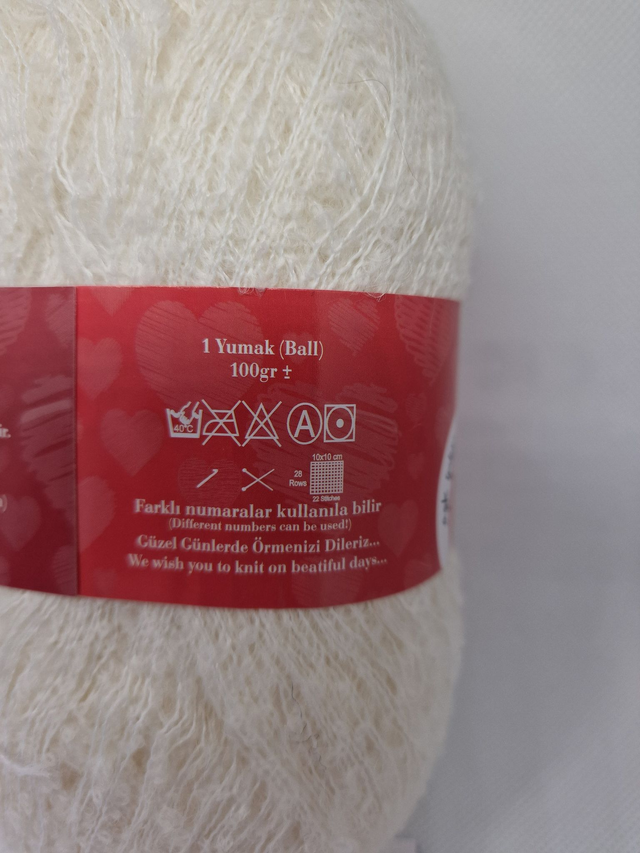 1 Yumak (Ball)
100gr ±
40°C
A
10x10 cm
28
Rows
22 Stitches
Farklı numaralar kullanıla bilir
(Different numbers can be used!)
Güzel Günlerde Örmenizi Dileriz...
We wish you to knit on beatiful days...